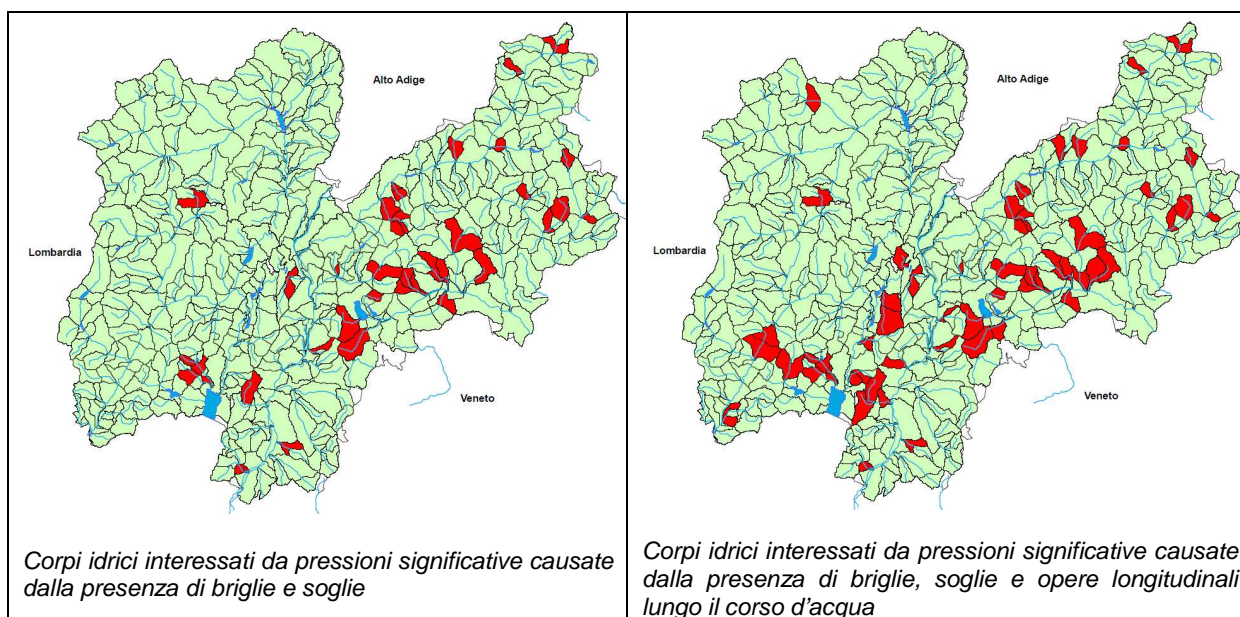 Alto Adige
Lombardia
Veneto
Corpi idrici interessati da pressioni significative causate
dalla presenza di briglie e soglie
Alto Adige
Lombardia
Veneto
Corpi idrici interessati da pressioni significative causate
dalla presenza di briglie, soglie e opere longitudinali
lungo il corso d'acqua